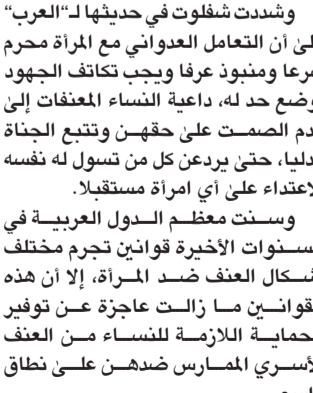 وشددت شفلوت في حديثها لـ"العرب"
لىٰ أن التعامل العدواني مع المرأة محرم
رعا ومنبوذ عرفا ويجب تكاتف الجهود
وضع حد له، داعية النساء المعنفات إلىٰ
دم الصمت علىٰ حقهن وتتبع الجناة
دليا، حتىٰ يردعن كل من تسول له نفسه
لاعتداء علىٰ أي امرأة مستقبلا.
وسنت معظم الدول العربية في
سنوات الأخيرة قوانين تجرم مختلف
شكال العنف ضد المرأة، إلا أن هذه
قوانين ما زالت عاجزة عن توفير
حماية اللازمة للنساء من العنف
أسري الممارس ضدهن علىٰ نطاق